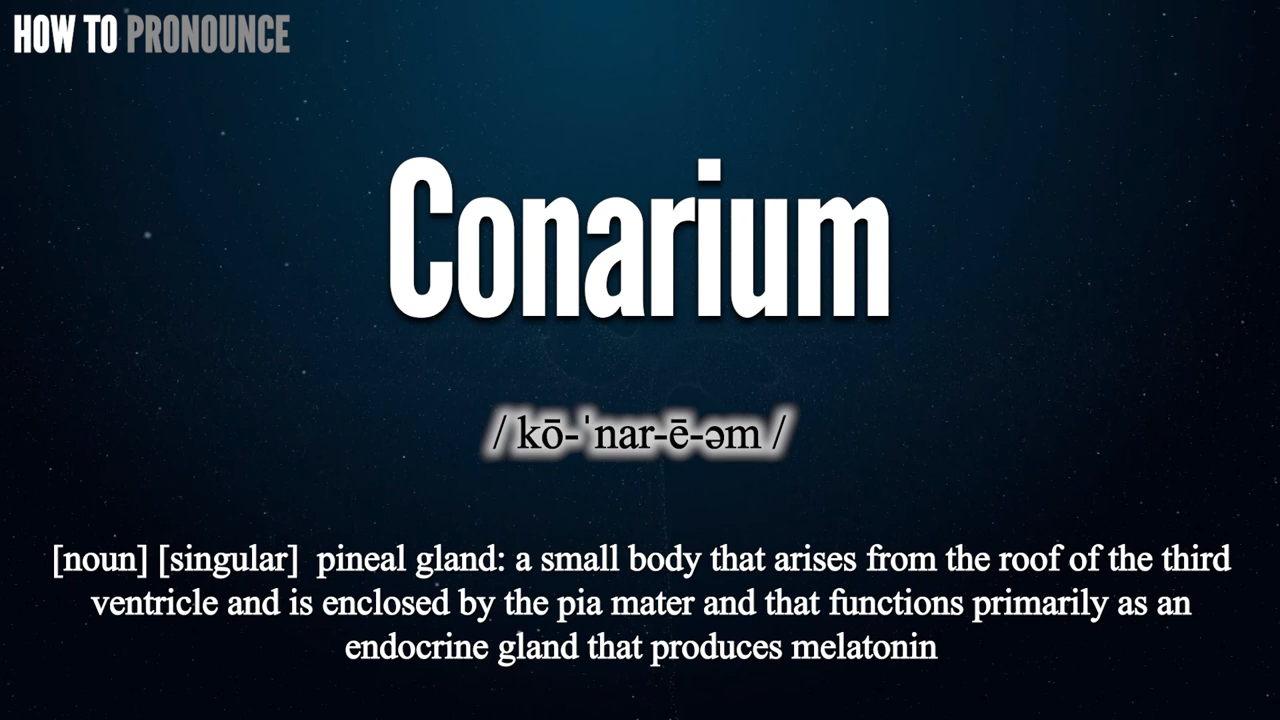 HOW TO PRONOUNCE
Conarium
/ kō-ˈnar-ē-əm /
[noun] [singular]  pineal gland: a small body that arises from the roof of the third
ventricle and is enclosed by the pia mater and that functions primarily as an
endocrine gland that produces melatonin